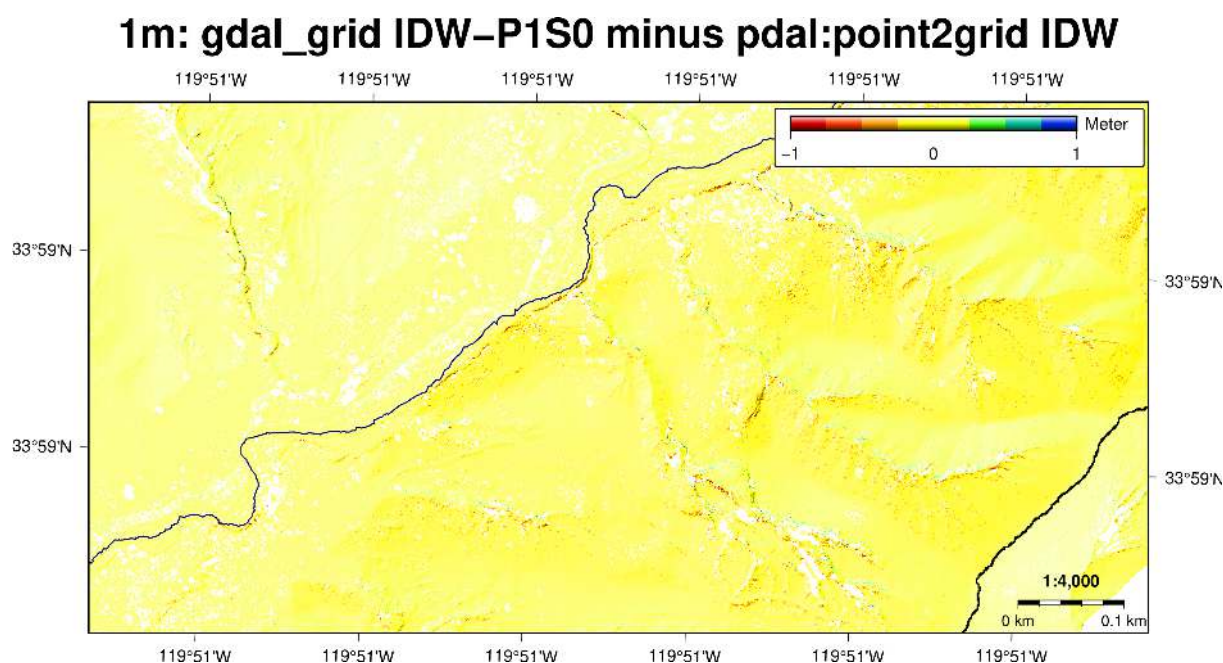 1m: gdal_grid IDW−P1S0 minus pdal:point2grid IDW
119°51'W 119°51'W 119°51'W 119°51'W 119°51'W 119°51'W
Meter
−1 0 1
33°59'N 33°59'N
33°59'N 33°59'N
1:4,000
0 km 0.1 km
119°51'W 119°51'W 119°51'W 119°51'W 119°51'W 119°51'W